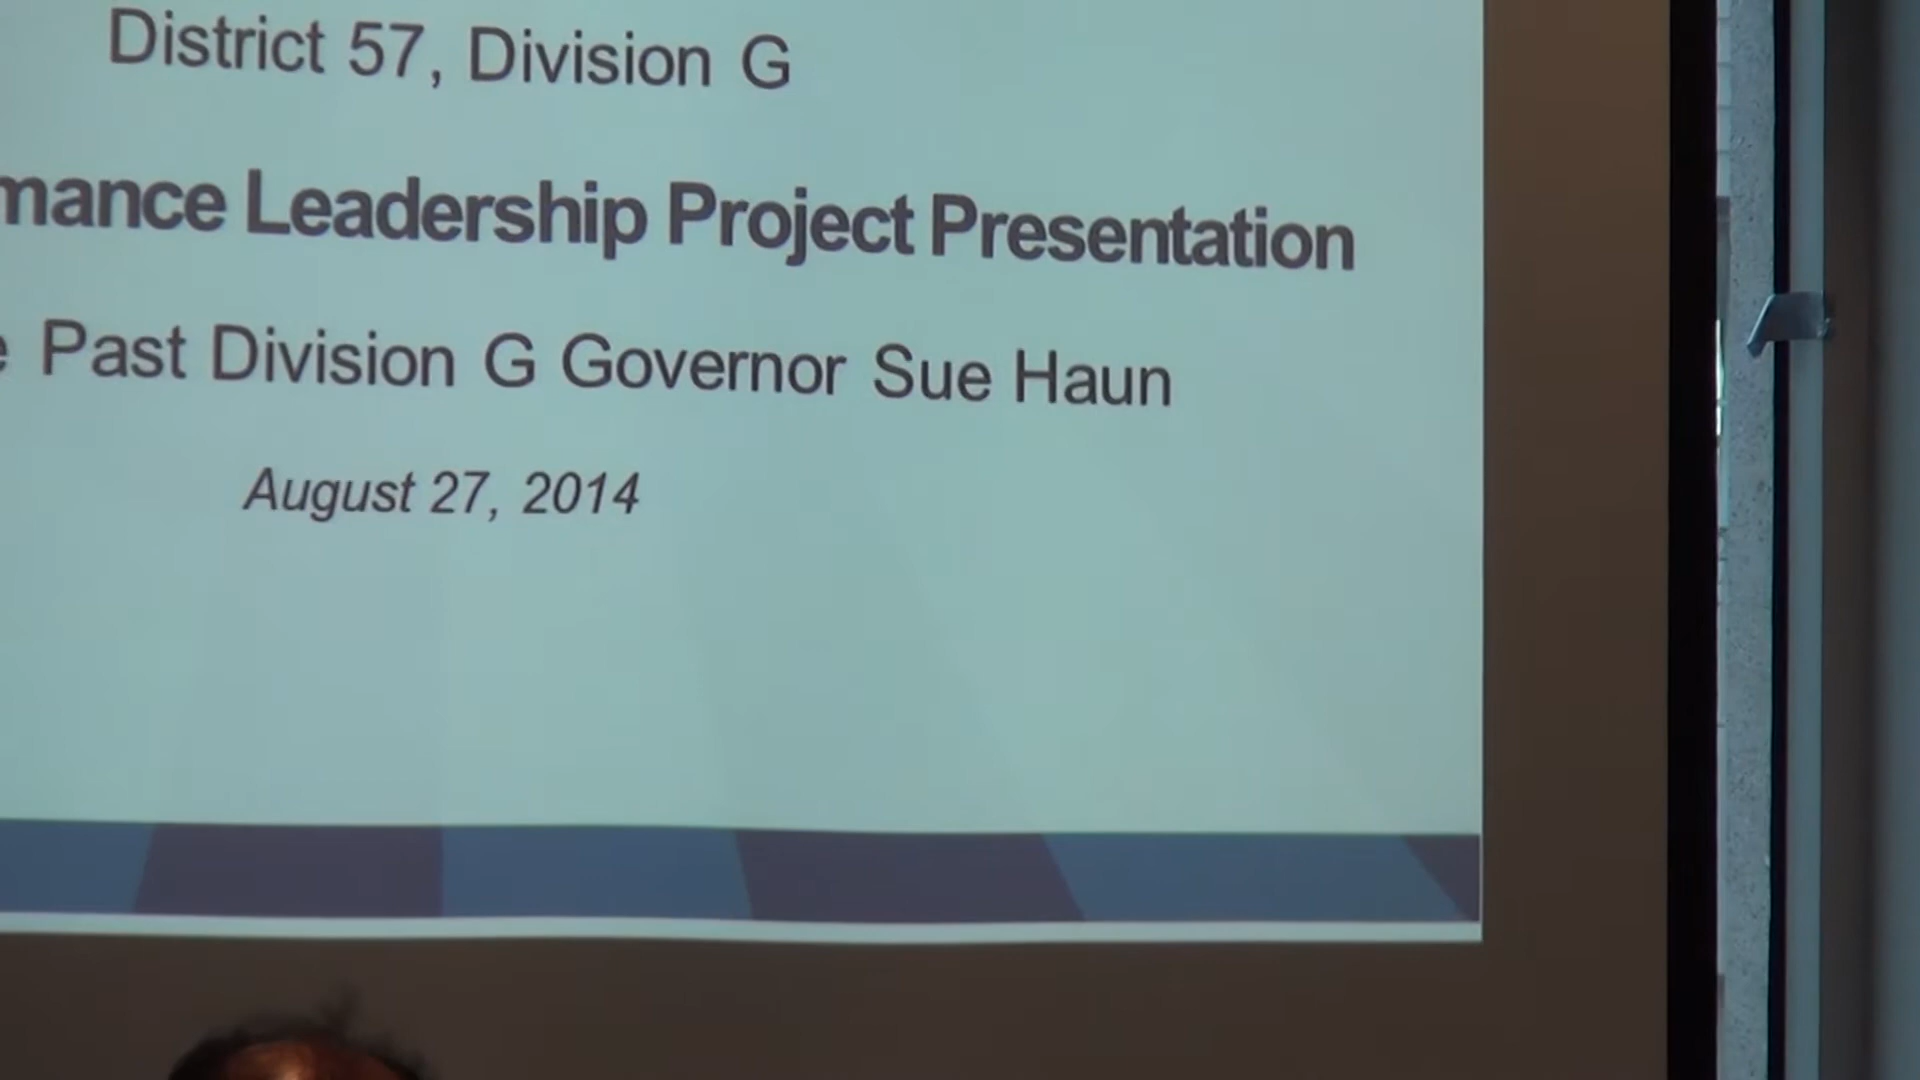 District 57, Division G
mance Leadership Project Presentation
e Past Division G Governor Sue Haun
August 27, 2014